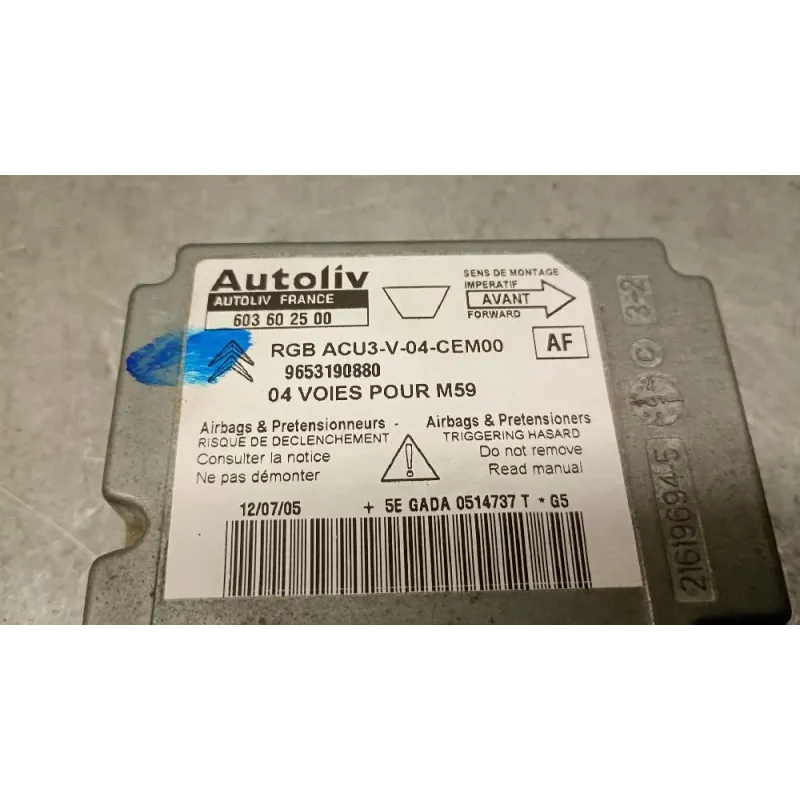 Autoliv
AUTOLIV FRANCE
603 60 25 00
SENS DE MONTAGE
IMPERATIF
AVANT
FORWARD
RGB ACU3-V-04-CEM00
AF
9653190880
04 VOIES POUR M59
Airbags & Pretensionneurs -
RISQUE DE DECLENCHEMENT
Consulter la notice
Ne pas démonter
Airbags & Pretensioners
TRIGGERING HASARD
Do not remove
Read manual
12/07/05 + 5E GADA 0514737 T * G5
21619694-5
C 3-2